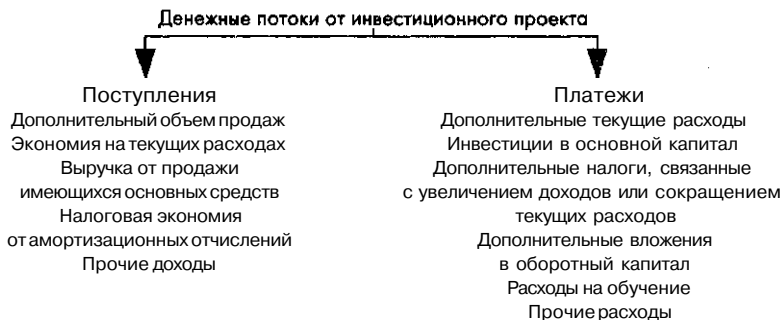 Денежные потоки от инвестиционного проекта
Поступления
Дополнительный объем продаж
Экономия на текущих расходах
Выручка от продажи
имеющихся основных средств
Налоговая экономия
от амортизационных отчислений
Прочие доходы
Платежи
Дополнительные текущие расходы
Инвестиции в основной капитал
Дополнительные налоги, связанные
с увеличением доходов или сокращением
текущих расходов
Дополнительные вложения
в оборотный капитал
Расходы на обучение
Прочие расходы